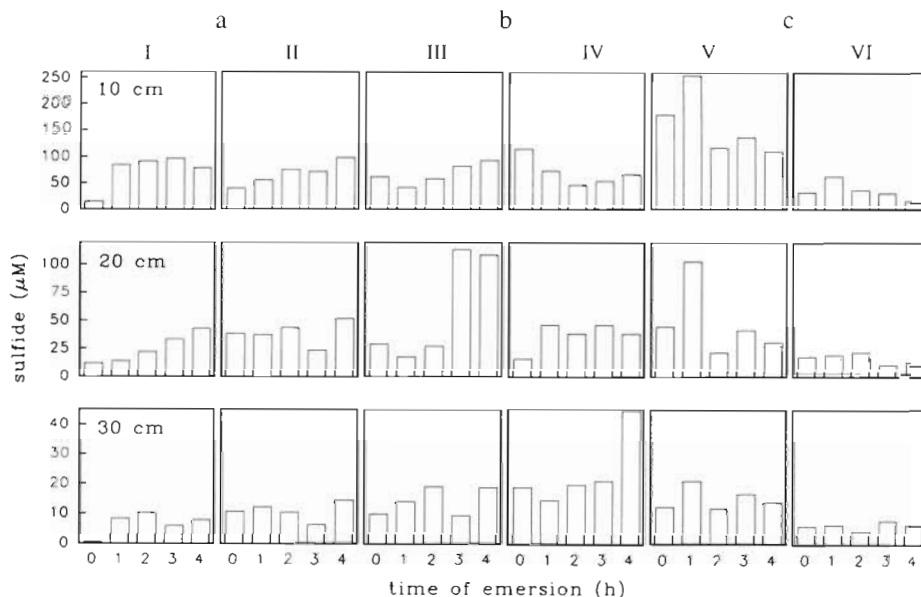 a b c
I II III IV V VI
250
10 cm
200
150
100
50
0
20 cm
100
75
50
25
0
sulfide (μM)
30 cm
40
30
20
10
0
0 1 2 3 4 0 1 2 3 4 0 1 2 3 4 0 1 2 3 4 0 1 2 3 4 0 1 2 3 4
time of emersion (h)